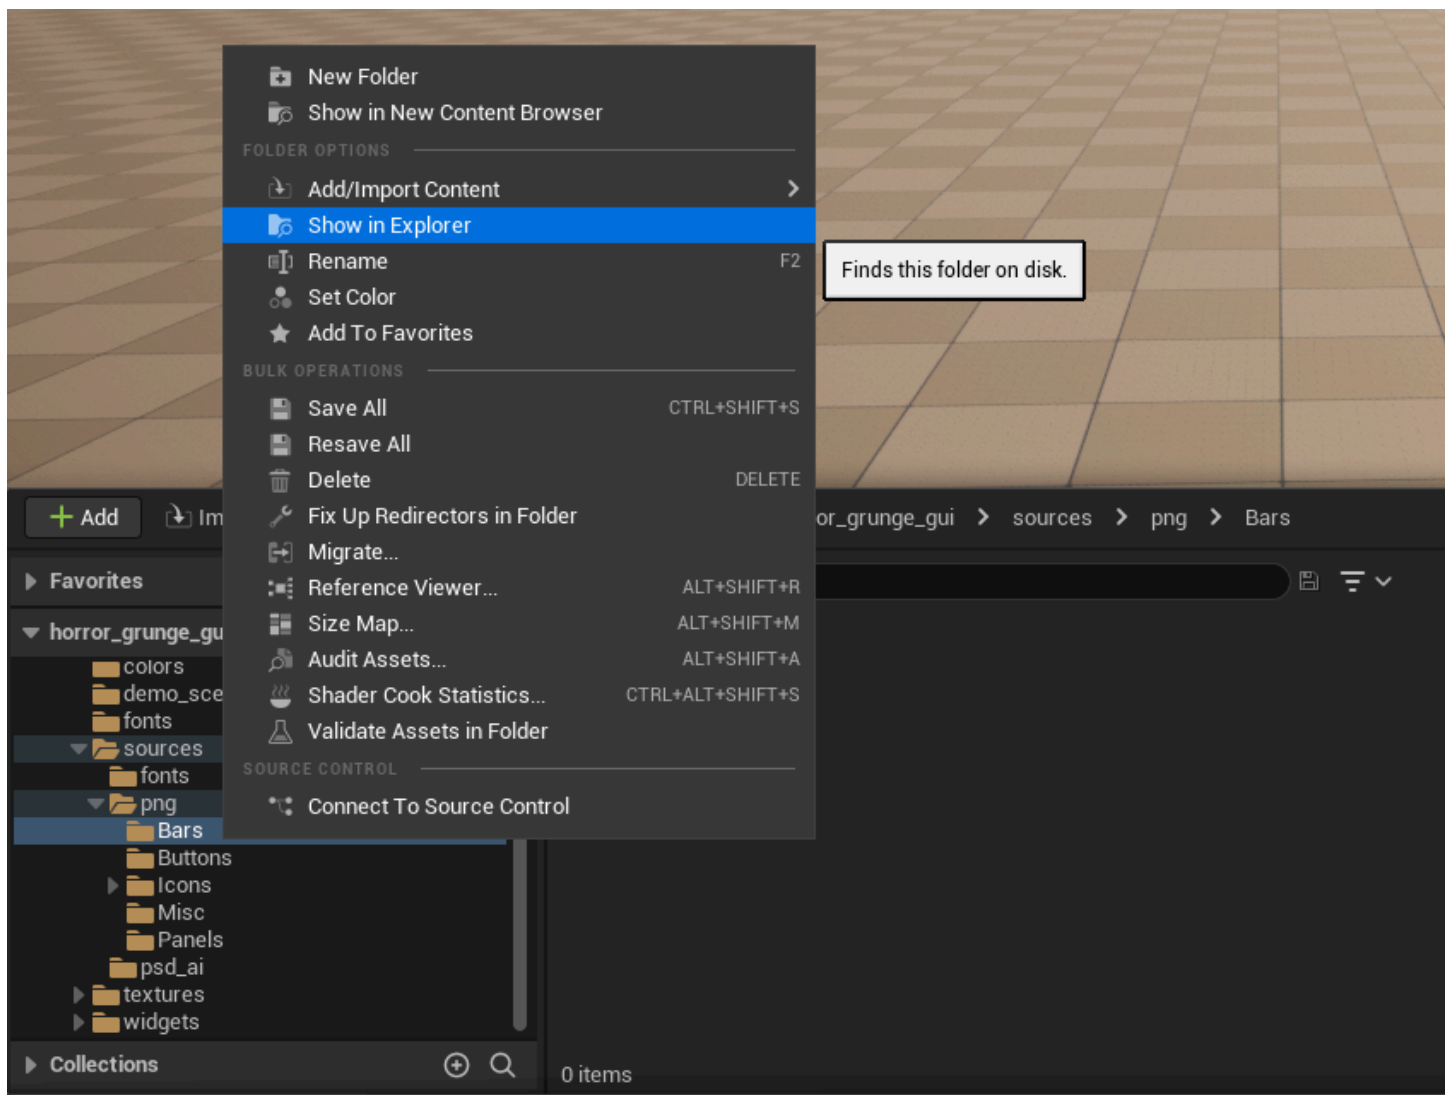 New Folder
Show in New Content Browser
FOLDER OPTIONS
Add/Import Content
Show in Explorer
Rename F2
Finds this folder on disk.
Set Color
Add To Favorites
BULK OPERATIONS
Save All CTRL+SHIFT+S
Resave All
Delete DELETE
Fix Up Redirectors in Folder
Migrate...
Reference Viewer... ALT+SHIFT+R
Size Map... ALT+SHIFT+M
Audit Assets... ALT+SHIFT+A
Shader Cook Statistics... CTRL+ALT+SHIFT+S
Validate Assets in Folder
SOURCE CONTROL
Connect To Source Control
Add Im or_grunge_gui > sources > png > Bars
Favorites
horror_grunge_gu
colors
demo_sce
fonts
sources
fonts
png
Bars
Buttons
Icons
Misc
Panels
psd_ai
textures
widgets
Collections
0 items